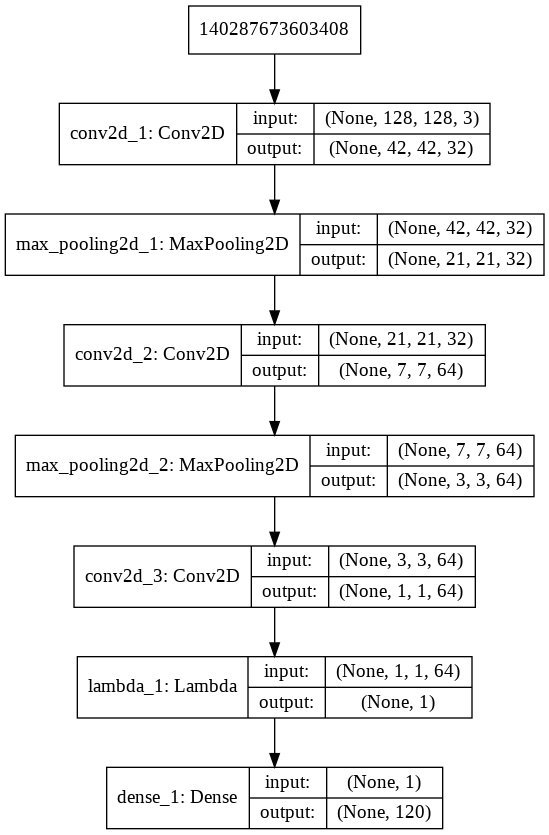 140287673603408
conv2d_1: Conv2D
input: (None, 128, 128, 3)
output: (None, 42, 42, 32)
max_pooling2d_1: MaxPooling2D
input: (None, 42, 42, 32)
output: (None, 21, 21, 32)
conv2d_2: Conv2D
input: (None, 21, 21, 32)
output: (None, 7, 7, 64)
max_pooling2d_2: MaxPooling2D
input: (None, 7, 7, 64)
output: (None, 3, 3, 64)
conv2d_3: Conv2D
input: (None, 3, 3, 64)
output: (None, 1, 1, 64)
lambda_1: Lambda
input: (None, 1, 1, 64)
output: (None, 1)
dense_1: Dense
input: (None, 1)
output: (None, 120)